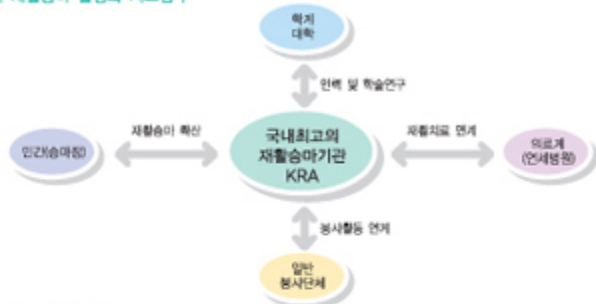 학계
대학
인력 및 학술연구
재활승마 확산
국내최고의
재활승마기관
KRA
재활치료 연계
민간(승마장)
의료계
(연세병원)
봉사활동 연계
일반
봉사단체